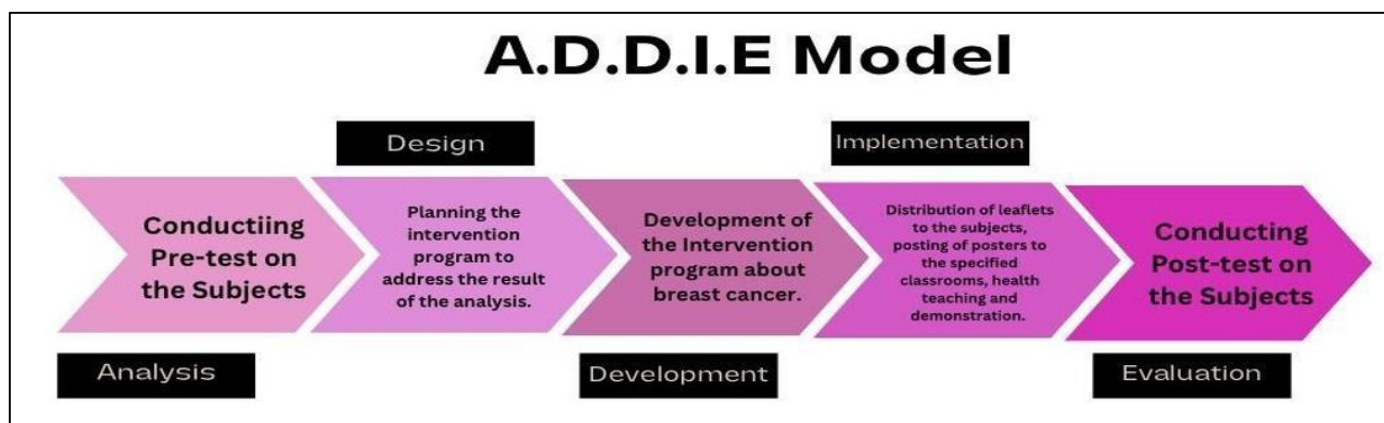 A.D.D.I.E Model
Design
Implementation
Conductiing
Pre-test on
the Subjects
Planning the
intervention
program to
address the result
of the analysis.
Development of
the Intervention
program about
breast cancer.
Distribution of leaflets
to the subjects,
posting of posters to
the specified
classrooms, health
teaching and
demonstration.
Conducting
Post-test on
the Subjects
Analysis
Development
Evaluation